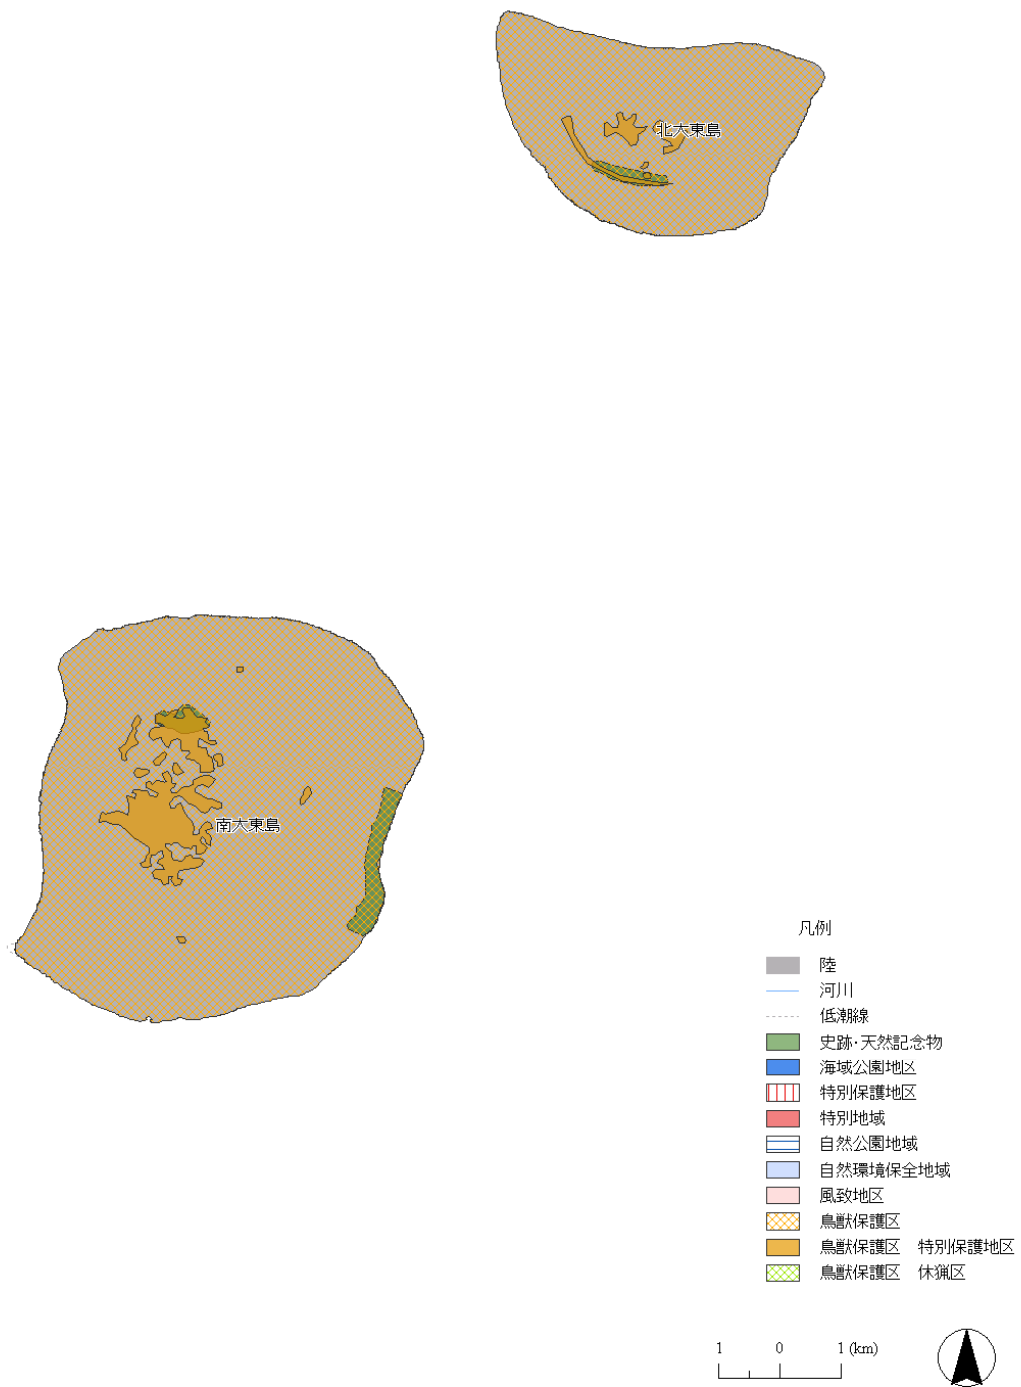 北大東島
南大東島
凡例
陸
河川
低潮線
史跡・天然記念物
海域公園地区
特別保護地区
特別地域
自然公園地域
自然環境保全地域
風致地区
鳥獣保護区
鳥獣保護区　特別保護地区
鳥獣保護区　休猟区
1 0 1 (km)